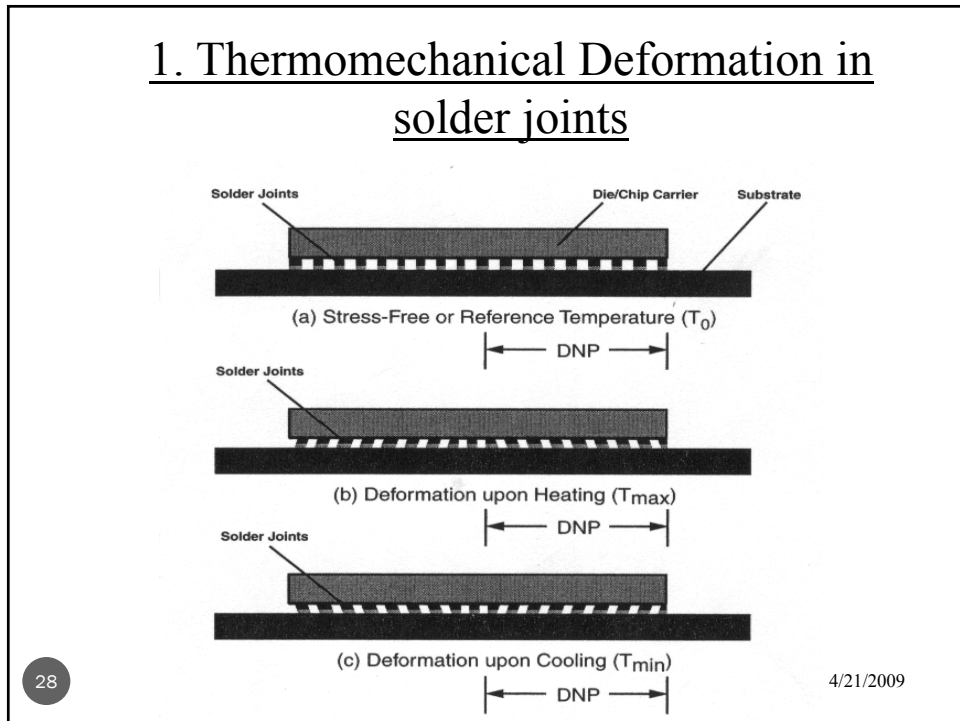 1. Thermomechanical Deformation in
solder joints
Solder Joints Die/Chip Carrier Substrate
(a) Stress-Free or Reference Temperature (T0)
DNP
Solder Joints
(b) Deformation upon Heating (Tmax)
DNP
Solder Joints
(c) Deformation upon Cooling (Tmin)
DNP
28
4/21/2009